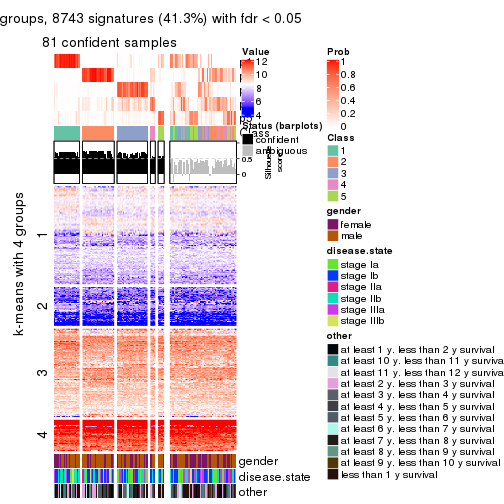 groups, 8743 signatures (41.3%) with fdr < 0.05
81 confident samples
Value
12
10
8
6
4
Prob
1
0.8
0.6
0.4
0.2
0
Status (barplots)
confident
ambiguous
0.5
0
Silhouette
score
Class
1
2
3
4
5
gender
female
male
disease.state
stage Ia
stage Ib
stage IIa
stage IIb
stage IIIa
stage IIIb
other
at least 1 y. less than 2 y survival
at least 10 y. less than 11 y surviva
at least 11 y. less than 12 y surviva
at least 2 y. less than 3 y survival
at least 3 y. less than 4 y survival
at least 4 y. less than 5 y survival
at least 5 y. less than 6 y survival
at least 6 y. less than 7 y survival
at least 7 y. less than 8 y survival
at least 8 y. less than 9 y survival
at least 9 y. less than 10 y survival
less than 1 y survival
k-means with 4 groups
1
2
3
4
gender
disease.state
other